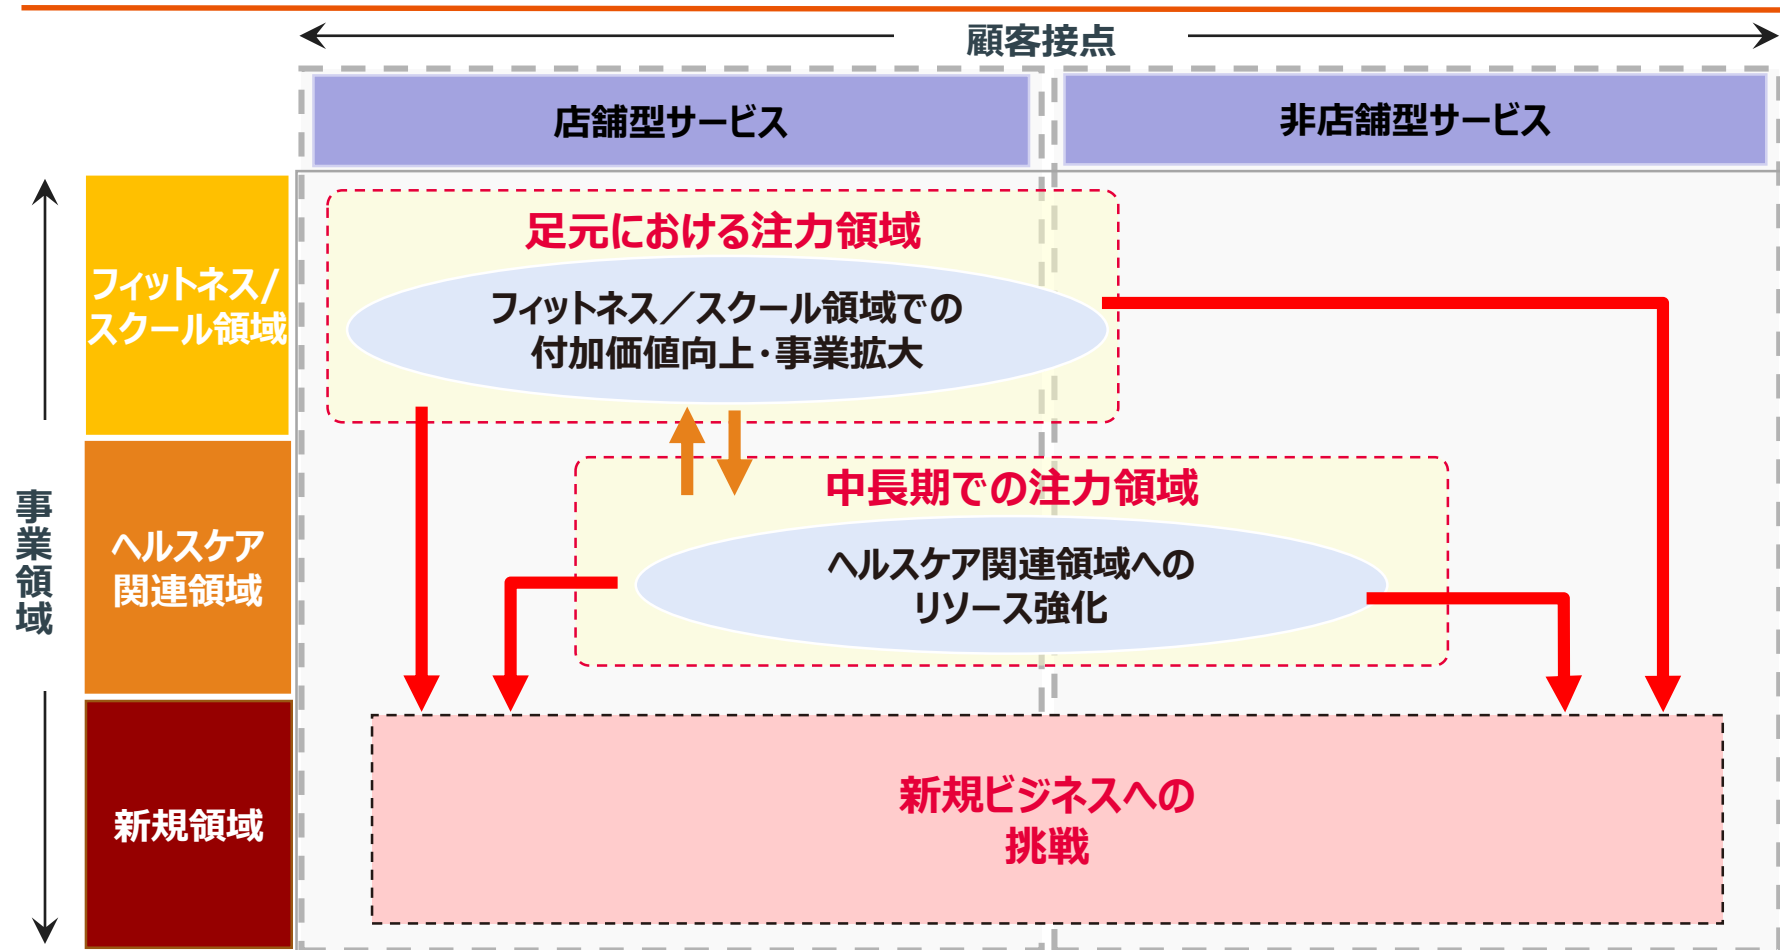 顧客接点
店舗型サービス
非店舗型サービス
事業領域
フィットネス/
スクール領域
足元における注力領域
フィットネス／スクール領域での
付加価値向上・事業拡大
ヘルスケア
関連領域
中長期での注力領域
ヘルスケア関連領域への
リソース強化
新規領域
新規ビジネスへの
挑戦